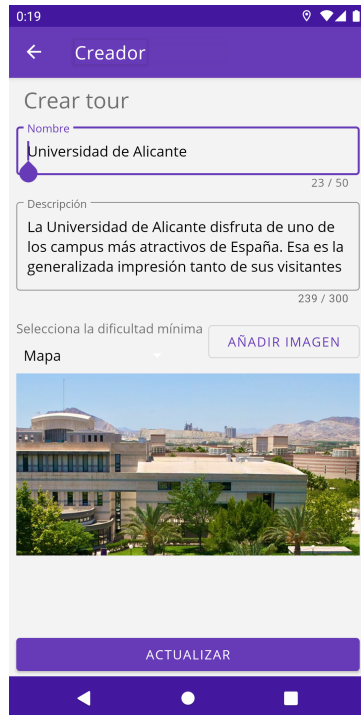 0:19
Creador
Crear tour
Nombre
Universidad de Alicante
23 / 50
Descripción
La Universidad de Alicante disfruta de uno de
los campus más atractivos de España. Esa es la
generalizada impresión tanto de sus visitantes
239 / 300
Selecciona la dificultad mínima
AÑADIR IMAGEN
Mapa
ACTUALIZAR